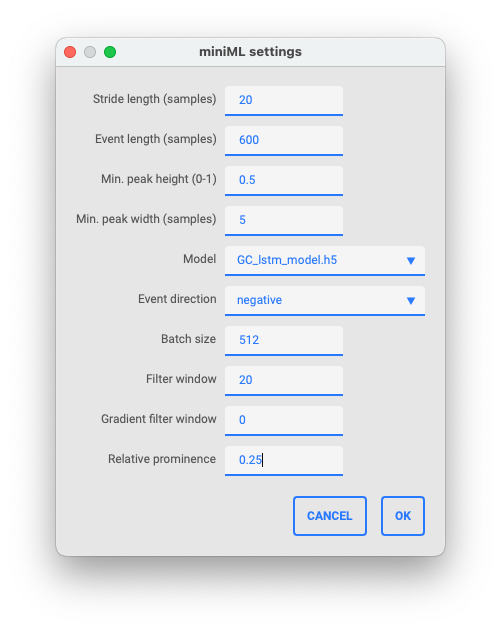 miniML settings
Stride length (samples) 20
Event length (samples) 600
Min. peak height (0-1) 0.5
Min. peak width (samples) 5
Model GC_lstm_model.h5
Event direction negative
Batch size 512
Filter window 20
Gradient filter window 0
Relative prominence 0.25
CANCEL OK